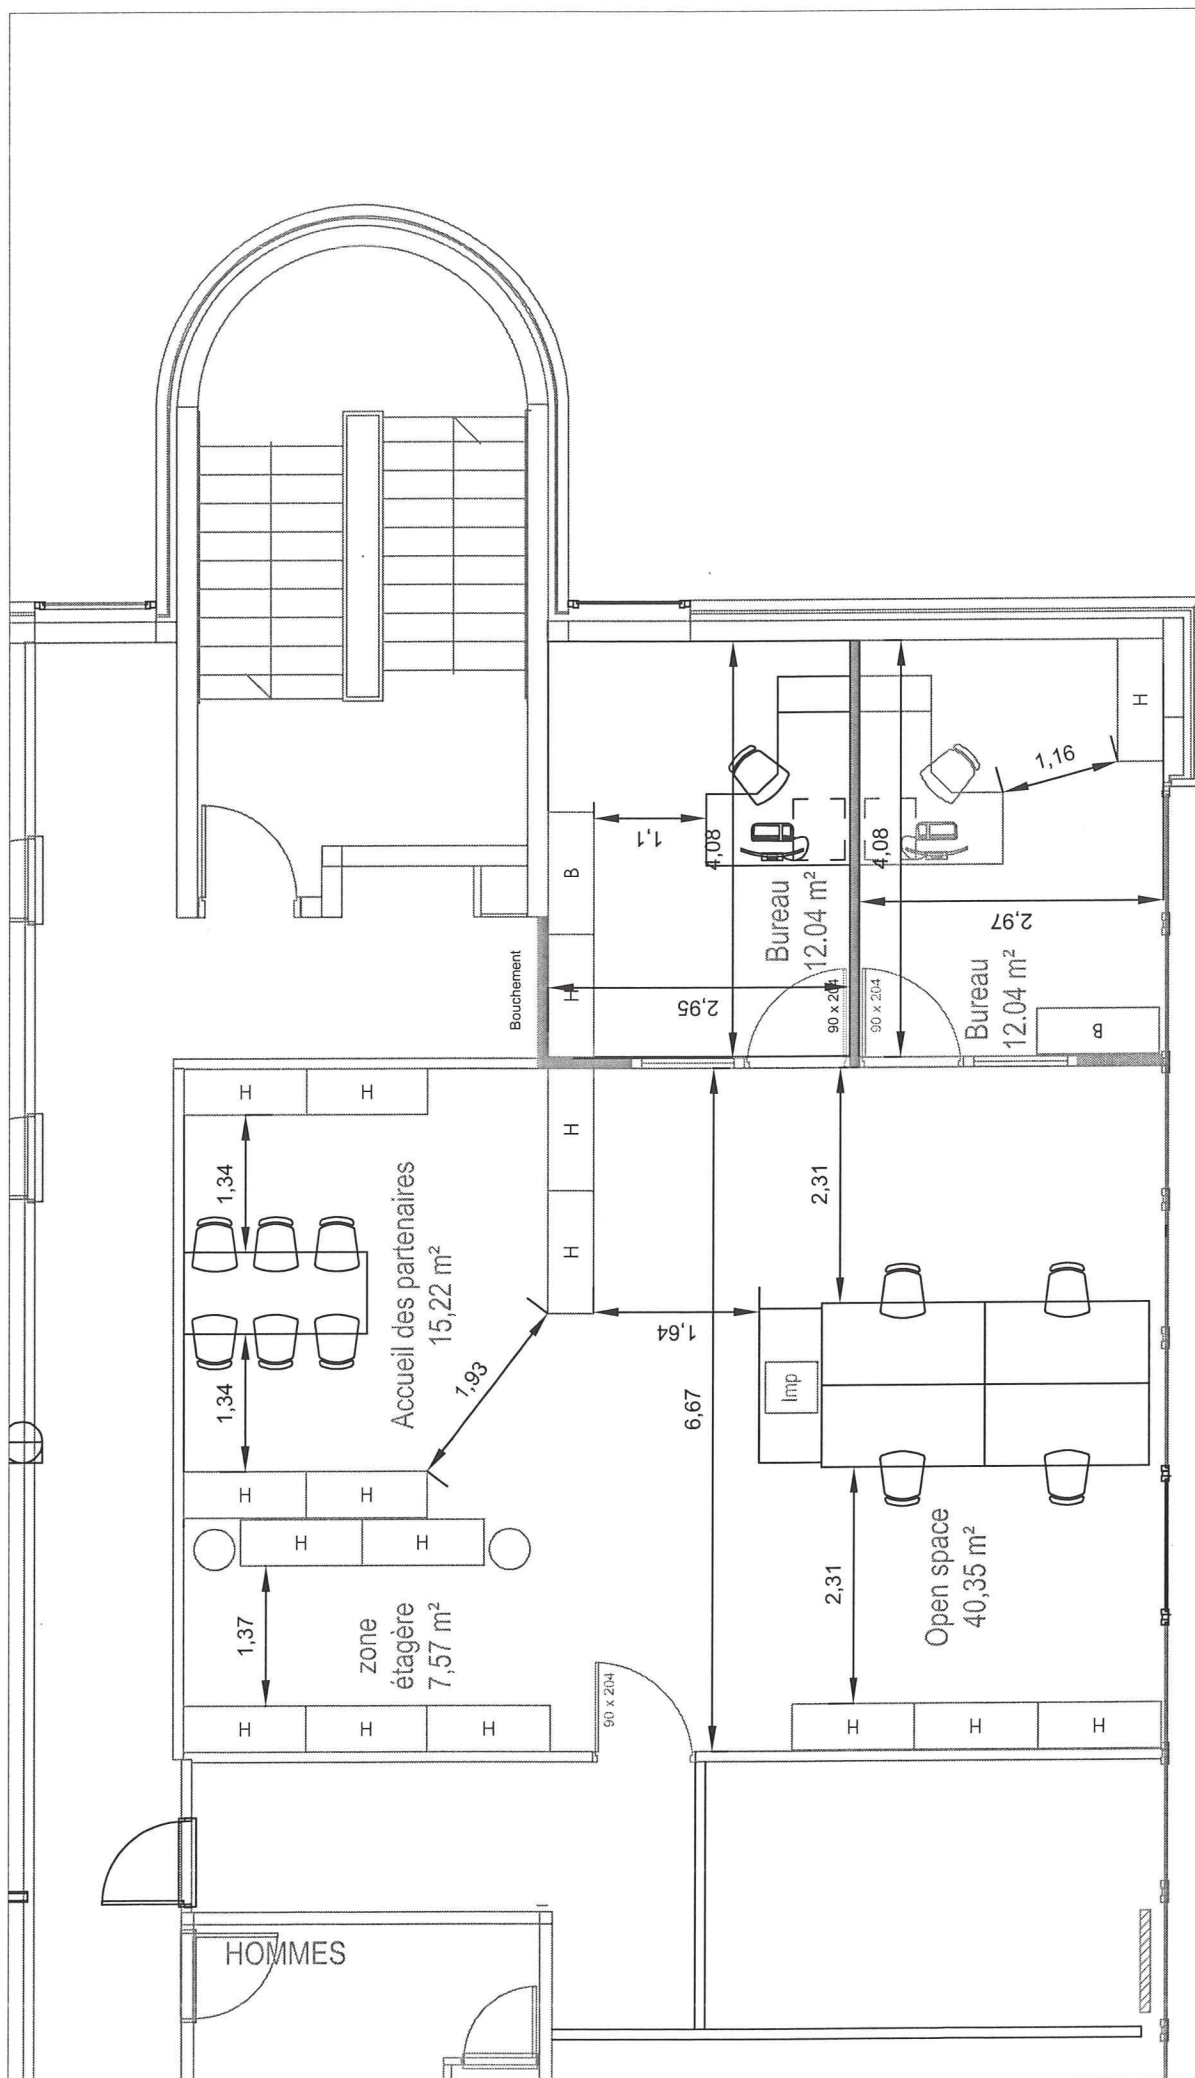 Bouchement
H
B
1,1
4,08
2,95
Bureau
12.04 m²
90 x 204
90 x 204
4,08
1,16
H
2,97
Bureau
12.04 m²
B
H
H
1,34
Accueil des partenaires
15,22 m²
H
H
1,34
1,93
H
H
H
H
1,37
zone
étagère
7,57 m²
H
H
H
90 x 204
2,31
1,64
6,67
Imp
2,31
Open space
40,35 m²
H
H
H
HOMMES